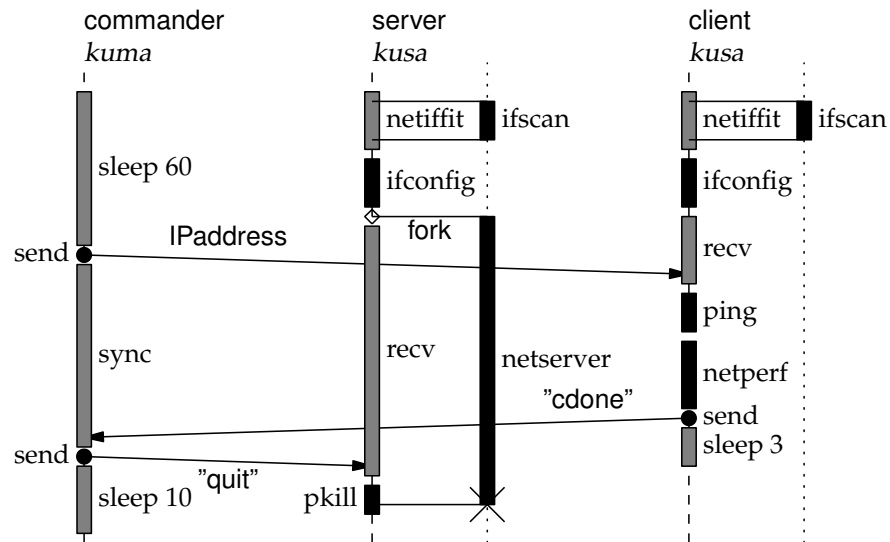 commander
server
client
kuma
kusa
kusa
netiffit
ifscan
netiffit
ifscan
sleep 60
ifconfig
ifconfig
IPaddress
fork
send
recv
ping
sync
recv
netserver
netperf
”cdone”
send
send
sleep 3
”quit”
sleep 10
pkill